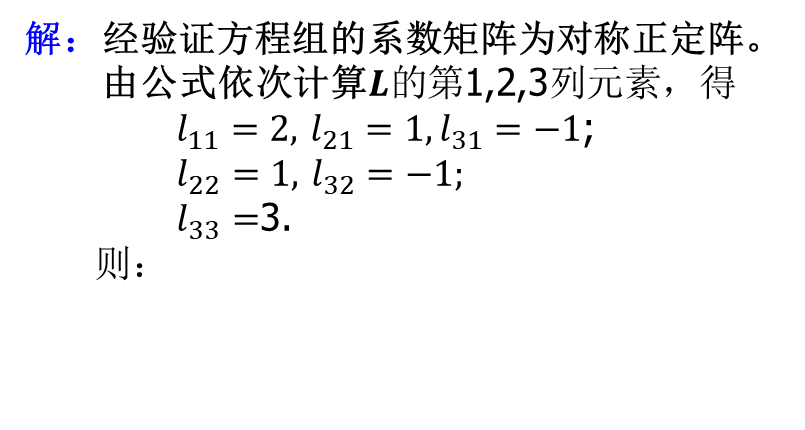 解：经验证方程组的系数矩阵为对称正定阵。
由公式依次计算L的第1,2,3列元素，得
l₁₁ = 2, l₂₁ = 1, l₃₁ = −1;
l₂₂ = 1, l₃₂ = −1;
l₃₃ =3.
则：